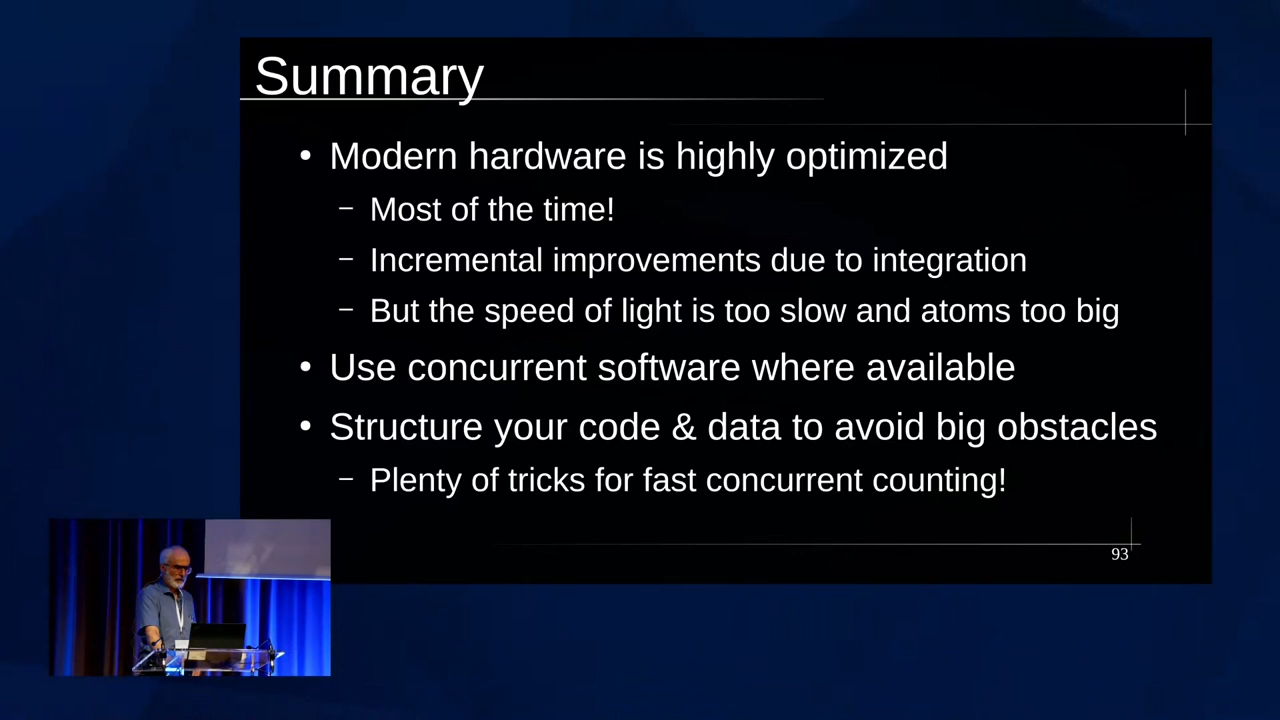 Summary
• Modern hardware is highly optimized
– Most of the time!
– Incremental improvements due to integration
– But the speed of light is too slow and atoms too big
• Use concurrent software where available
• Structure your code & data to avoid big obstacles
– Plenty of tricks for fast concurrent counting!
93